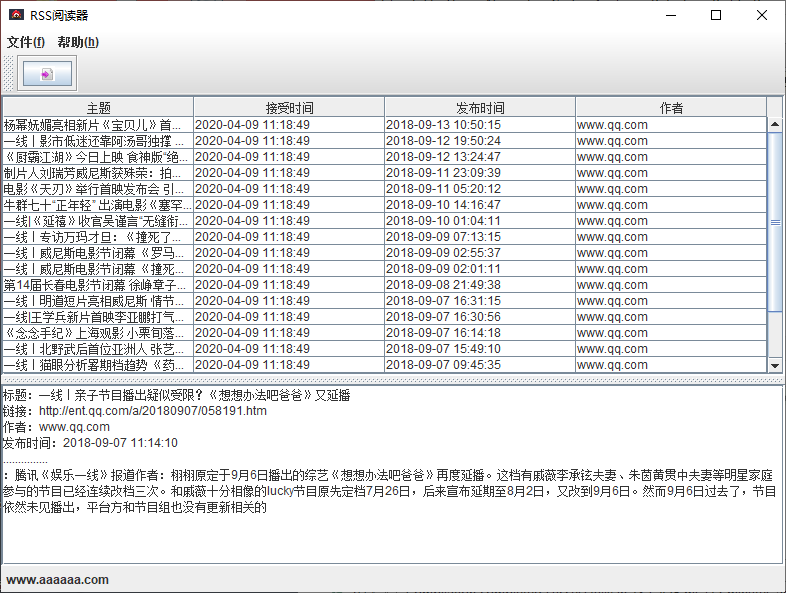 RSS阅读器
文件(f) 帮助(h)
主题 接受时间 发布时间 作者
杨幂妩媚亮相新片《宝贝儿》首... 2020-04-09 11:18:49 2018-09-13 10:50:15 www.qq.com
一线丨影市低迷还靠阿汤哥独撑 ... 2020-04-09 11:18:49 2018-09-12 19:50:24 www.qq.com
《厨霸江湖》今日上映 食神版“绝... 2020-04-09 11:18:49 2018-09-12 13:24:47 www.qq.com
制片人刘瑞芳威尼斯获殊荣：拍... 2020-04-09 11:18:49 2018-09-11 23:09:39 www.qq.com
电影《天刃》举行首映发布会 引... 2020-04-09 11:18:49 2018-09-11 05:20:12 www.qq.com
牛群七十“正年轻” 出演电影《塞罕... 2020-04-09 11:18:49 2018-09-10 14:16:47 www.qq.com
一线|《延禧》收官吴谨言“无缝衔... 2020-04-09 11:18:49 2018-09-10 01:04:11 www.qq.com
一线丨专访万玛才旦：《撞死了... 2020-04-09 11:18:49 2018-09-09 07:13:15 www.qq.com
一线丨威尼斯电影节闭幕 《罗马... 2020-04-09 11:18:49 2018-09-09 02:55:37 www.qq.com
一线丨威尼斯电影节闭幕 《撞死... 2020-04-09 11:18:49 2018-09-09 02:01:11 www.qq.com
第14届长春电影节闭幕 徐峥章子... 2020-04-09 11:18:49 2018-09-08 21:49:38 www.qq.com
一线丨明道短片亮相威尼斯 情节... 2020-04-09 11:18:49 2018-09-07 16:31:15 www.qq.com
一线|王学兵新片首映李亚鹏打气... 2020-04-09 11:18:49 2018-09-07 16:30:56 www.qq.com
《念念手纪》上海观影 小栗旬落... 2020-04-09 11:18:49 2018-09-07 16:14:18 www.qq.com
一线丨北野武后首位亚洲人 张艺... 2020-04-09 11:18:49 2018-09-07 15:49:10 www.qq.com
一线丨猫眼分析暑期档趋势 《药... 2020-04-09 11:18:49 2018-09-07 09:45:35 www.qq.com
标题：一线丨亲子节目播出疑似受限？《想想办法吧爸爸》又延播
链接：http://ent.qq.com/a/20180907/058191.htm
作者：www.qq.com
发布时间：2018-09-07 11:14:10
...............
：腾讯《娱乐一线》报道作者：栩栩原定于9月6日播出的综艺《想想办法吧爸爸》再度延播。这档有戚薇李承铉夫妻、朱茵黄贯中夫妻等明星家庭
参与的节目已经连续改档三次。和戚薇十分相像的lucky节目原先定档7月26日，后来宣布延期至8月2日，又改到9月6日。然而9月6日过去了，节目
依然未见播出，平台方和节目组也没有更新相关的
www.aaaaaa.com